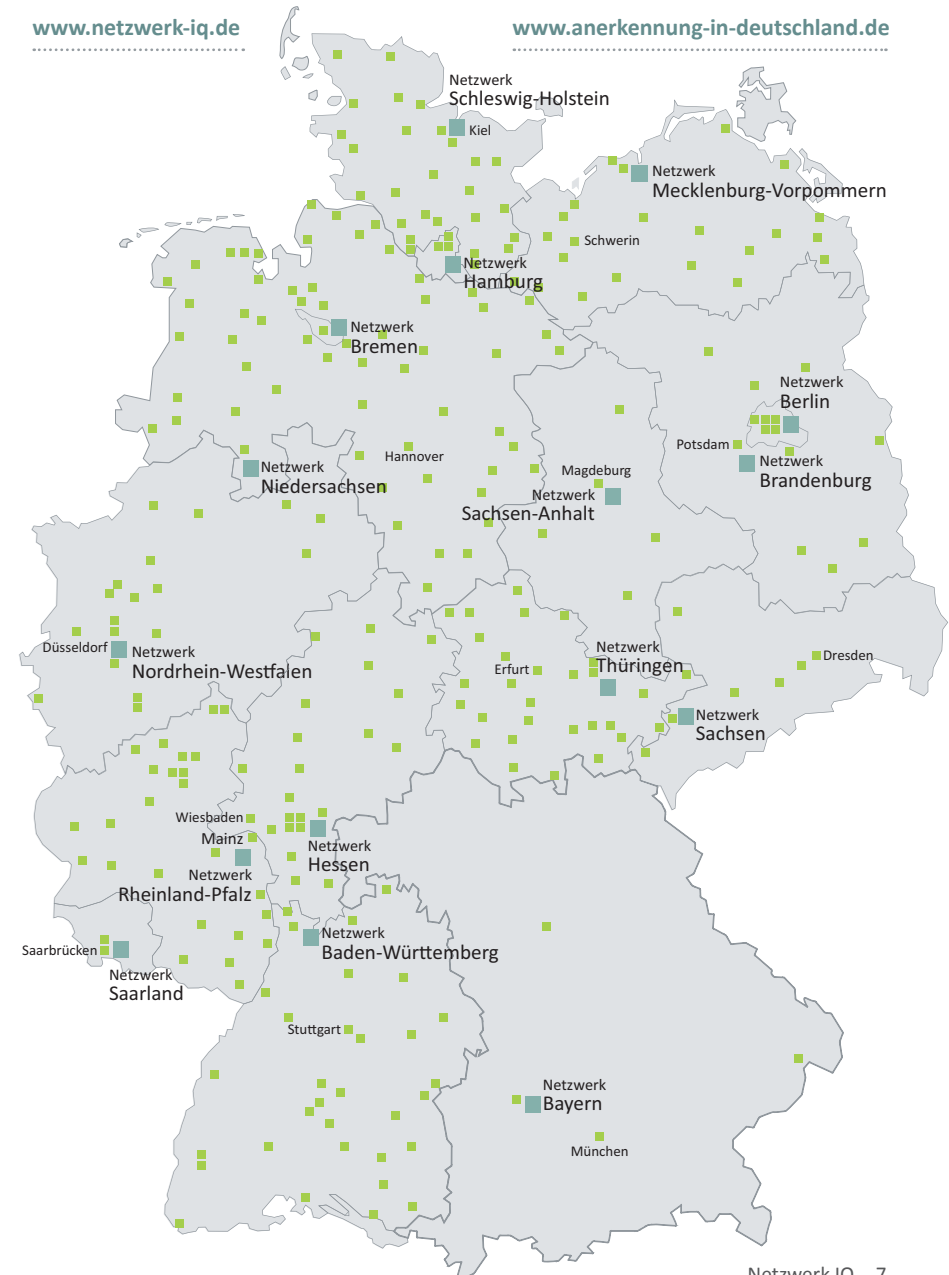 www.netzwerk-iq.de
www.anerkennung-in-deutschland.de
Netzwerk
Schleswig-Holstein
Kiel
Netzwerk
Mecklenburg-Vorpommern
Schwerin
Netzwerk
Hamburg
Netzwerk
Bremen
Netzwerk
Berlin
Potsdam
Netzwerk
Brandenburg
Hannover
Netzwerk
Niedersachsen
Magdeburg
Netzwerk
Sachsen-Anhalt
Düsseldorf
Netzwerk
Nordrhein-Westfalen
Erfurt
Netzwerk
Thüringen
Dresden
Netzwerk
Sachsen
Wiesbaden
Mainz
Netzwerk
Hessen
Netzwerk
Rheinland-Pfalz
Saarbrücken
Netzwerk
Saarland
Netzwerk
Baden-Württemberg
Stuttgart
Netzwerk
Bayern
München
Netzwerk IQ 7